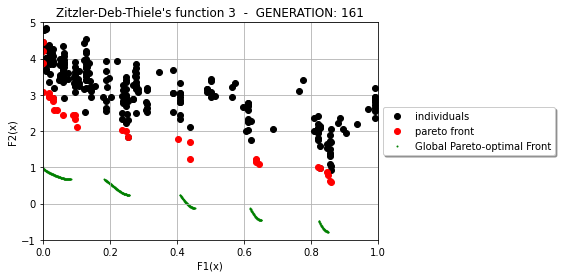 Zitzler-Deb-Thiele's function 3 - GENERATION: 161
5
4
3
2
1
0
−1
F2(x)
0.0 0.2 0.4 0.6 0.8 1.0
F1(x)
individuals
pareto front
Global Pareto-optimal Front